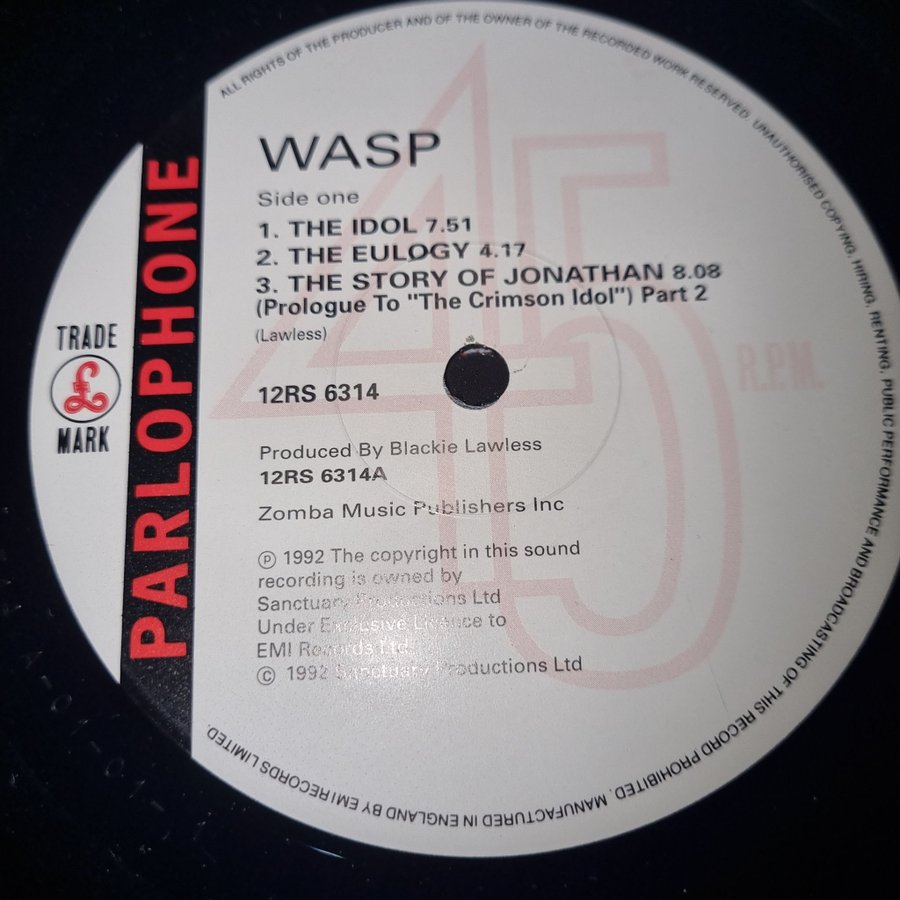 ALL RIGHTS OF THE PRODUCER AND OF THE OWNER OF THE RECORDED WORK RESERVED. UNAUTHORISED COPYING, HIRING, RENTING, PUBLIC PERFORMANCE AND BROADCASTING OF THIS RECORD PROHIBITED. MANUFACTURED IN ENGLAND BY EMI RECORDS LIMITED.
PARLOPHONE
TRADE
£
MARK
45
R.P.M.
WASP
Side one
1. THE IDOL 7.51
2. THE EULOGY 4.17
3. THE STORY OF JONATHAN 8.08
(Prologue To "The Crimson Idol") Part 2
(Lawless)
12RS 6314
Produced By Blackie Lawless
12RS 6314A
Zomba Music Publishers Inc
℗ 1992 The copyright in this sound
recording is owned by
Sanctuary Productions Ltd
Under Exclusive Licence to
EMI Records Ltd.
© 1992 Sanctuary Productions Ltd